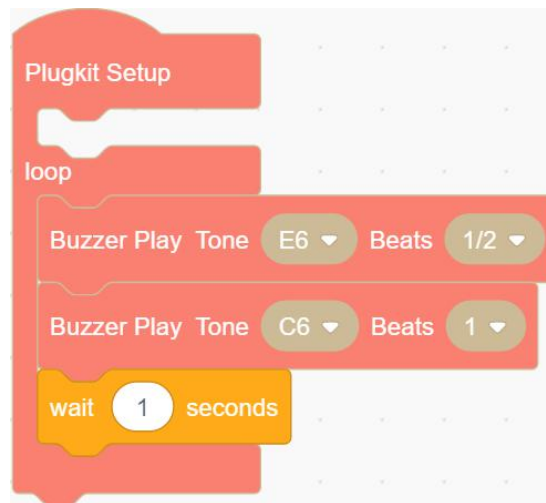 Plugkit Setup
loop
Buzzer Play Tone E6 Beats 1/2
Buzzer Play Tone C6 Beats 1
wait 1 seconds